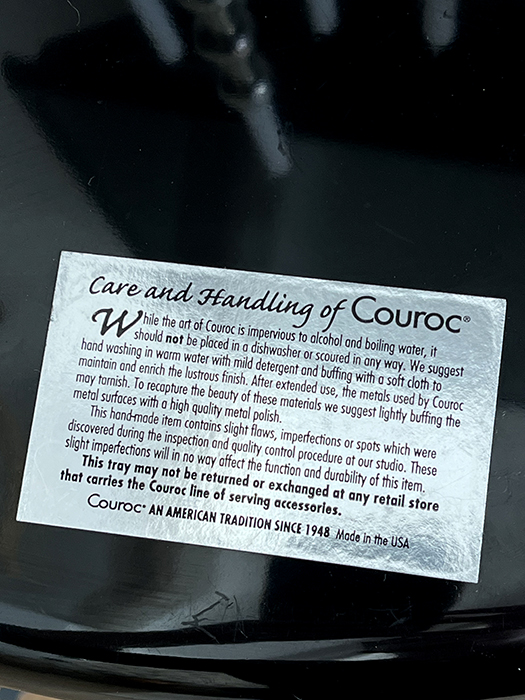 Care and Handling of Couroc®
While the art of Couroc is impervious to alcohol and boiling water, it
should not be placed in a dishwasher or scoured in any way. We suggest
hand washing in warm water with mild detergent and buffing with a soft cloth to
maintain and enrich the lustrous finish. After extended use, the metals used by Couroc
may tarnish. To recapture the beauty of these materials we suggest lightly buffing the
metal surfaces with a high quality metal polish.
This hand-made item contains slight flaws, imperfections or spots which were
discovered during the inspection and quality control procedure at our studio. These
slight imperfections will in no way affect the function and durability of this item.
This tray may not be returned or exchanged at any retail store
that carries the Couroc line of serving accessories.
Couroc® AN AMERICAN TRADITION SINCE 1948 Made in the USA